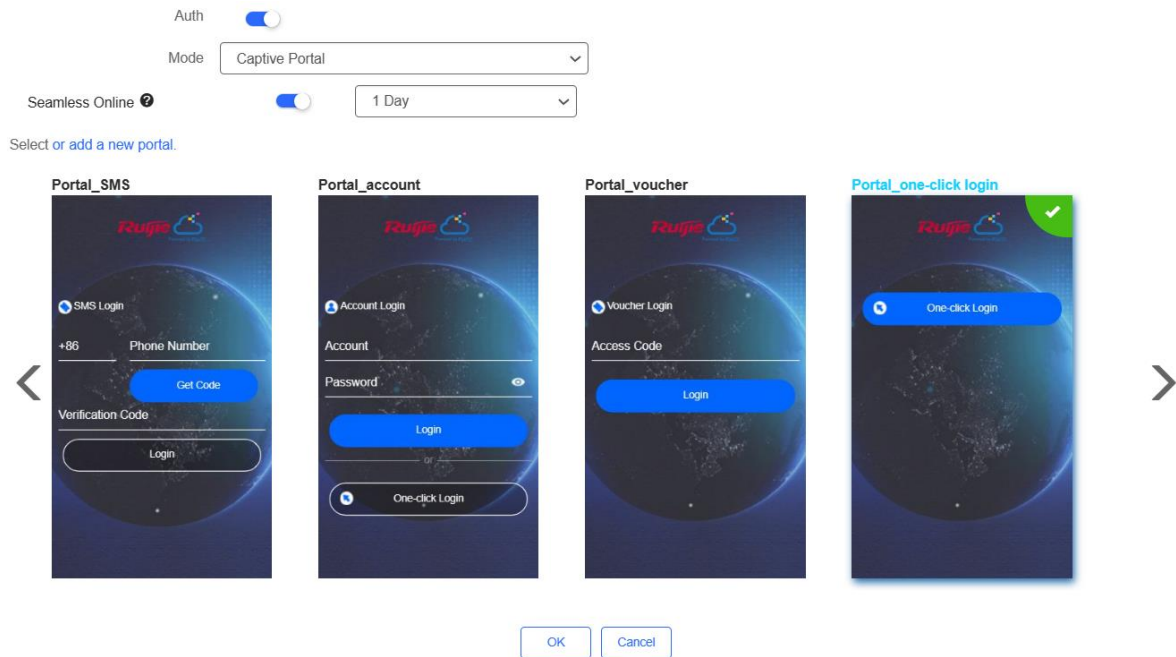 Auth
Mode Captive Portal
Seamless Online ? 1 Day
Select or add a new portal.
Portal_SMS
Ruijie
SMS Login
+86 Phone Number
Get Code
Verification Code
Login
Portal_account
Ruijie
Account Login
Account
Password
Login
or
One-click Login
Portal_voucher
Ruijie
Voucher Login
Access Code
Login
Portal_one-click login
Ruijie
One-click Login
OK Cancel